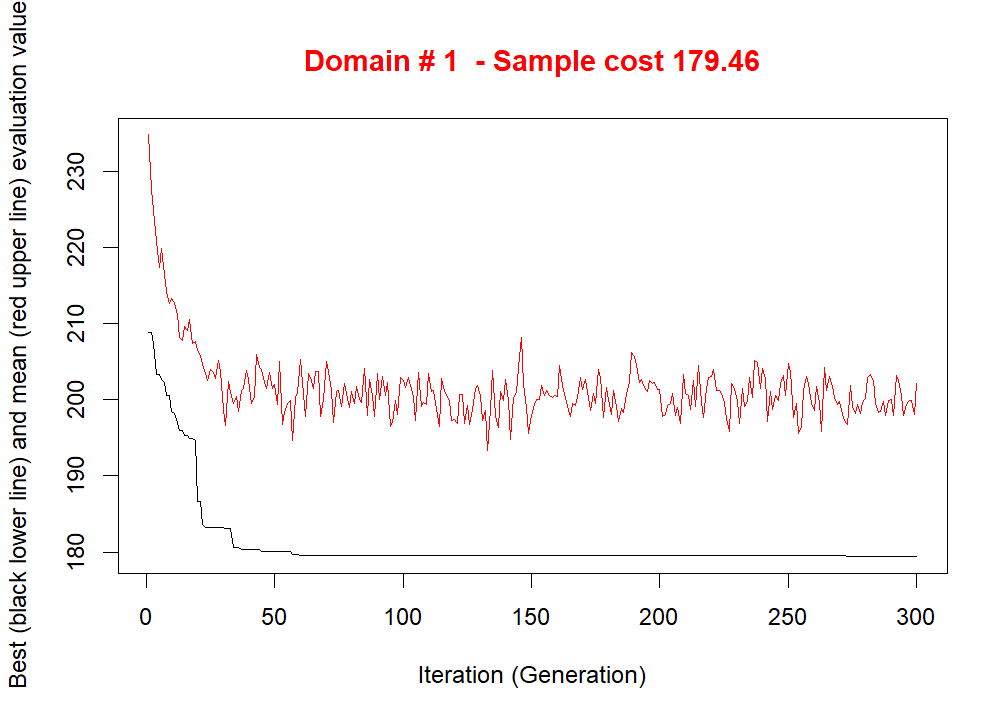 Domain # 1  - Sample cost 179.46
Best (black lower line) and mean (red upper line) evaluation value
230
220
210
200
190
180
0 50 100 150 200 250 300
Iteration (Generation)